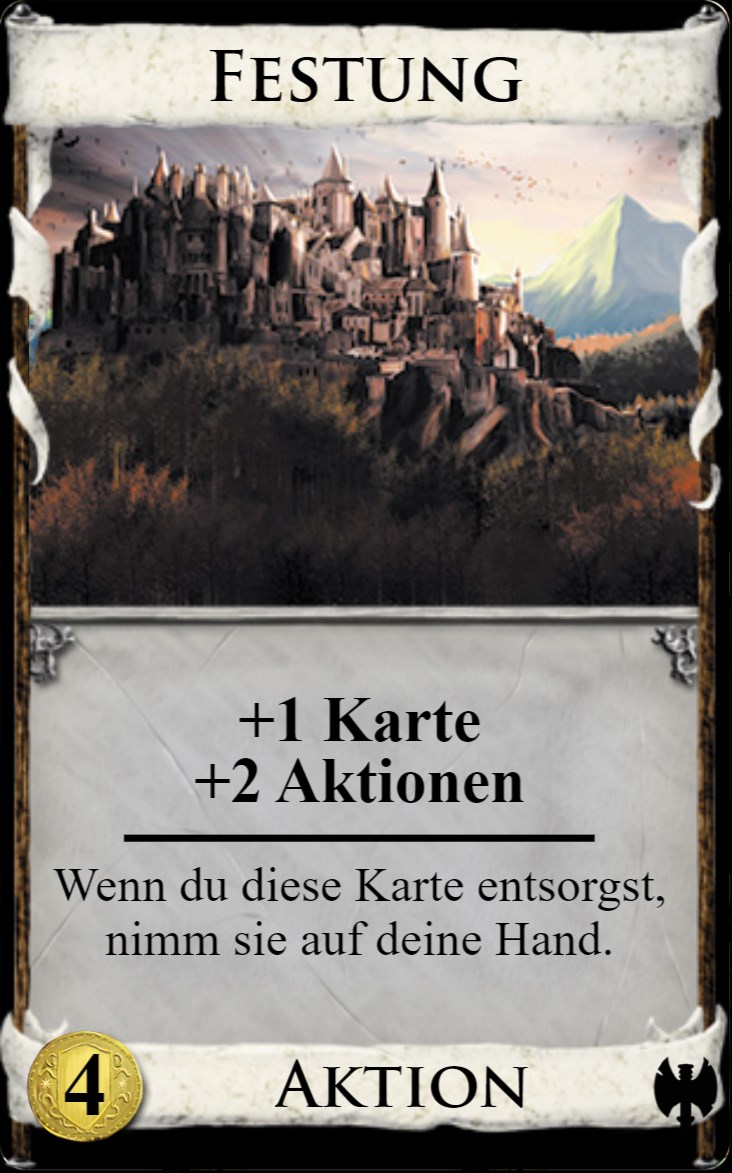 FESTUNG
+1 Karte
+2 Aktionen
Wenn du diese Karte entsorgst,
nimm sie auf deine Hand.
4
AKTION